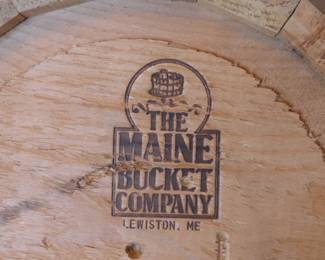 THE
MAINE
BUCKET
COMPANY
LEWISTON, ME